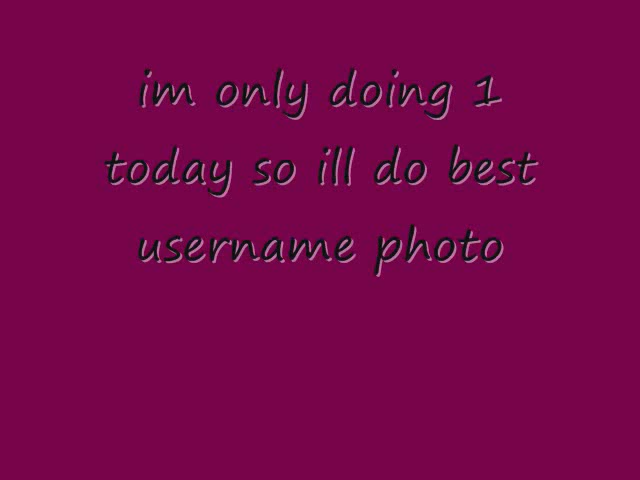 im only doing 1
today so ill do best
username photo